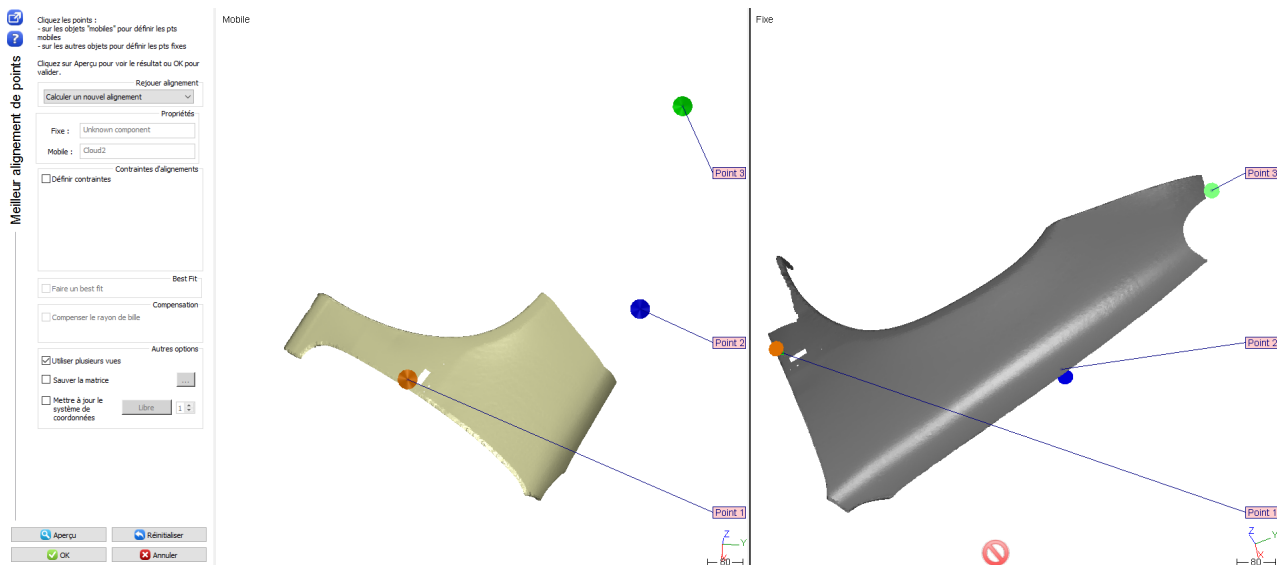 Meilleur alignement de points
Cliquez les points :
- sur les objets "mobiles" pour définir les pts
mobiles
- sur les autres objets pour définir les pts fixes
Cliquez sur Aperçu pour voir le résultat ou OK pour
valider.
Rejouer alignement
Calculer un nouvel alignement
Propriétés
Fixe : Unknown component
Mobile : Cloud2
Contraintes d'alignements
Définir contraintes
Best Fit
Faire un best fit
Compensation
Compenser le rayon de bille
Autres options
Utiliser plusieurs vues
Sauver la matrice ...
Mettre à jour le
système de
coordonnées
Libre 1
Aperçu Réinitialiser
OK Annuler
Mobile
Point 3
Point 2
Point 1
Z
Y
X
80
Fixe
Point 3
Point 2
Point 1
Z
Y
X
80